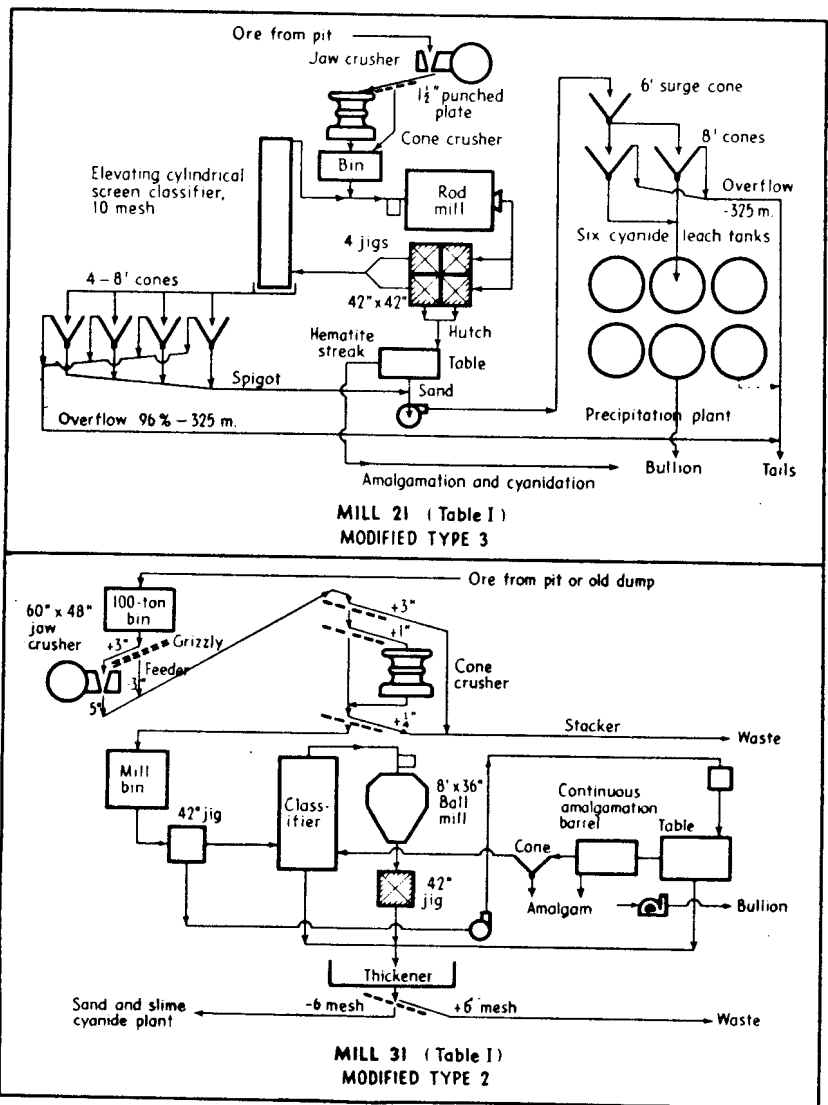 Ore from pit
Jaw crusher
1½" punched
plate
Cone crusher
Bin
Elevating cylindrical
screen classifier,
10 mesh
Rod
mill
4 jigs
42" x 42"
Hutch
4 – 8' cones
Hematite
streak
Table
Sand
Spigot
Overflow 96 % – 325 m.
Amalgamation and cyanidation
6' surge cone
8' cones
Overflow
-325 m.
Six cyanide leach tanks
Precipitation plant
Bullion
Tails
MILL 21 (Table I)
MODIFIED TYPE 3
Ore from pit or old dump
100-ton
bin
60" x 48"
jaw
crusher
+3"
Grizzly
Feeder
-3"
5"
+3"
+1"
Cone
crusher
+¼"
Stacker
Waste
Mill
bin
42" jig
Class-
ifier
8' x 36"
Ball
mill
42"
jig
Continuous
amalgamation
barrel
Table
Cone
Amalgam
Bullion
Thickener
-6 mesh
+6 mesh
Sand and slime
cyanide plant
Waste
MILL 31 (Table I)
MODIFIED TYPE 2